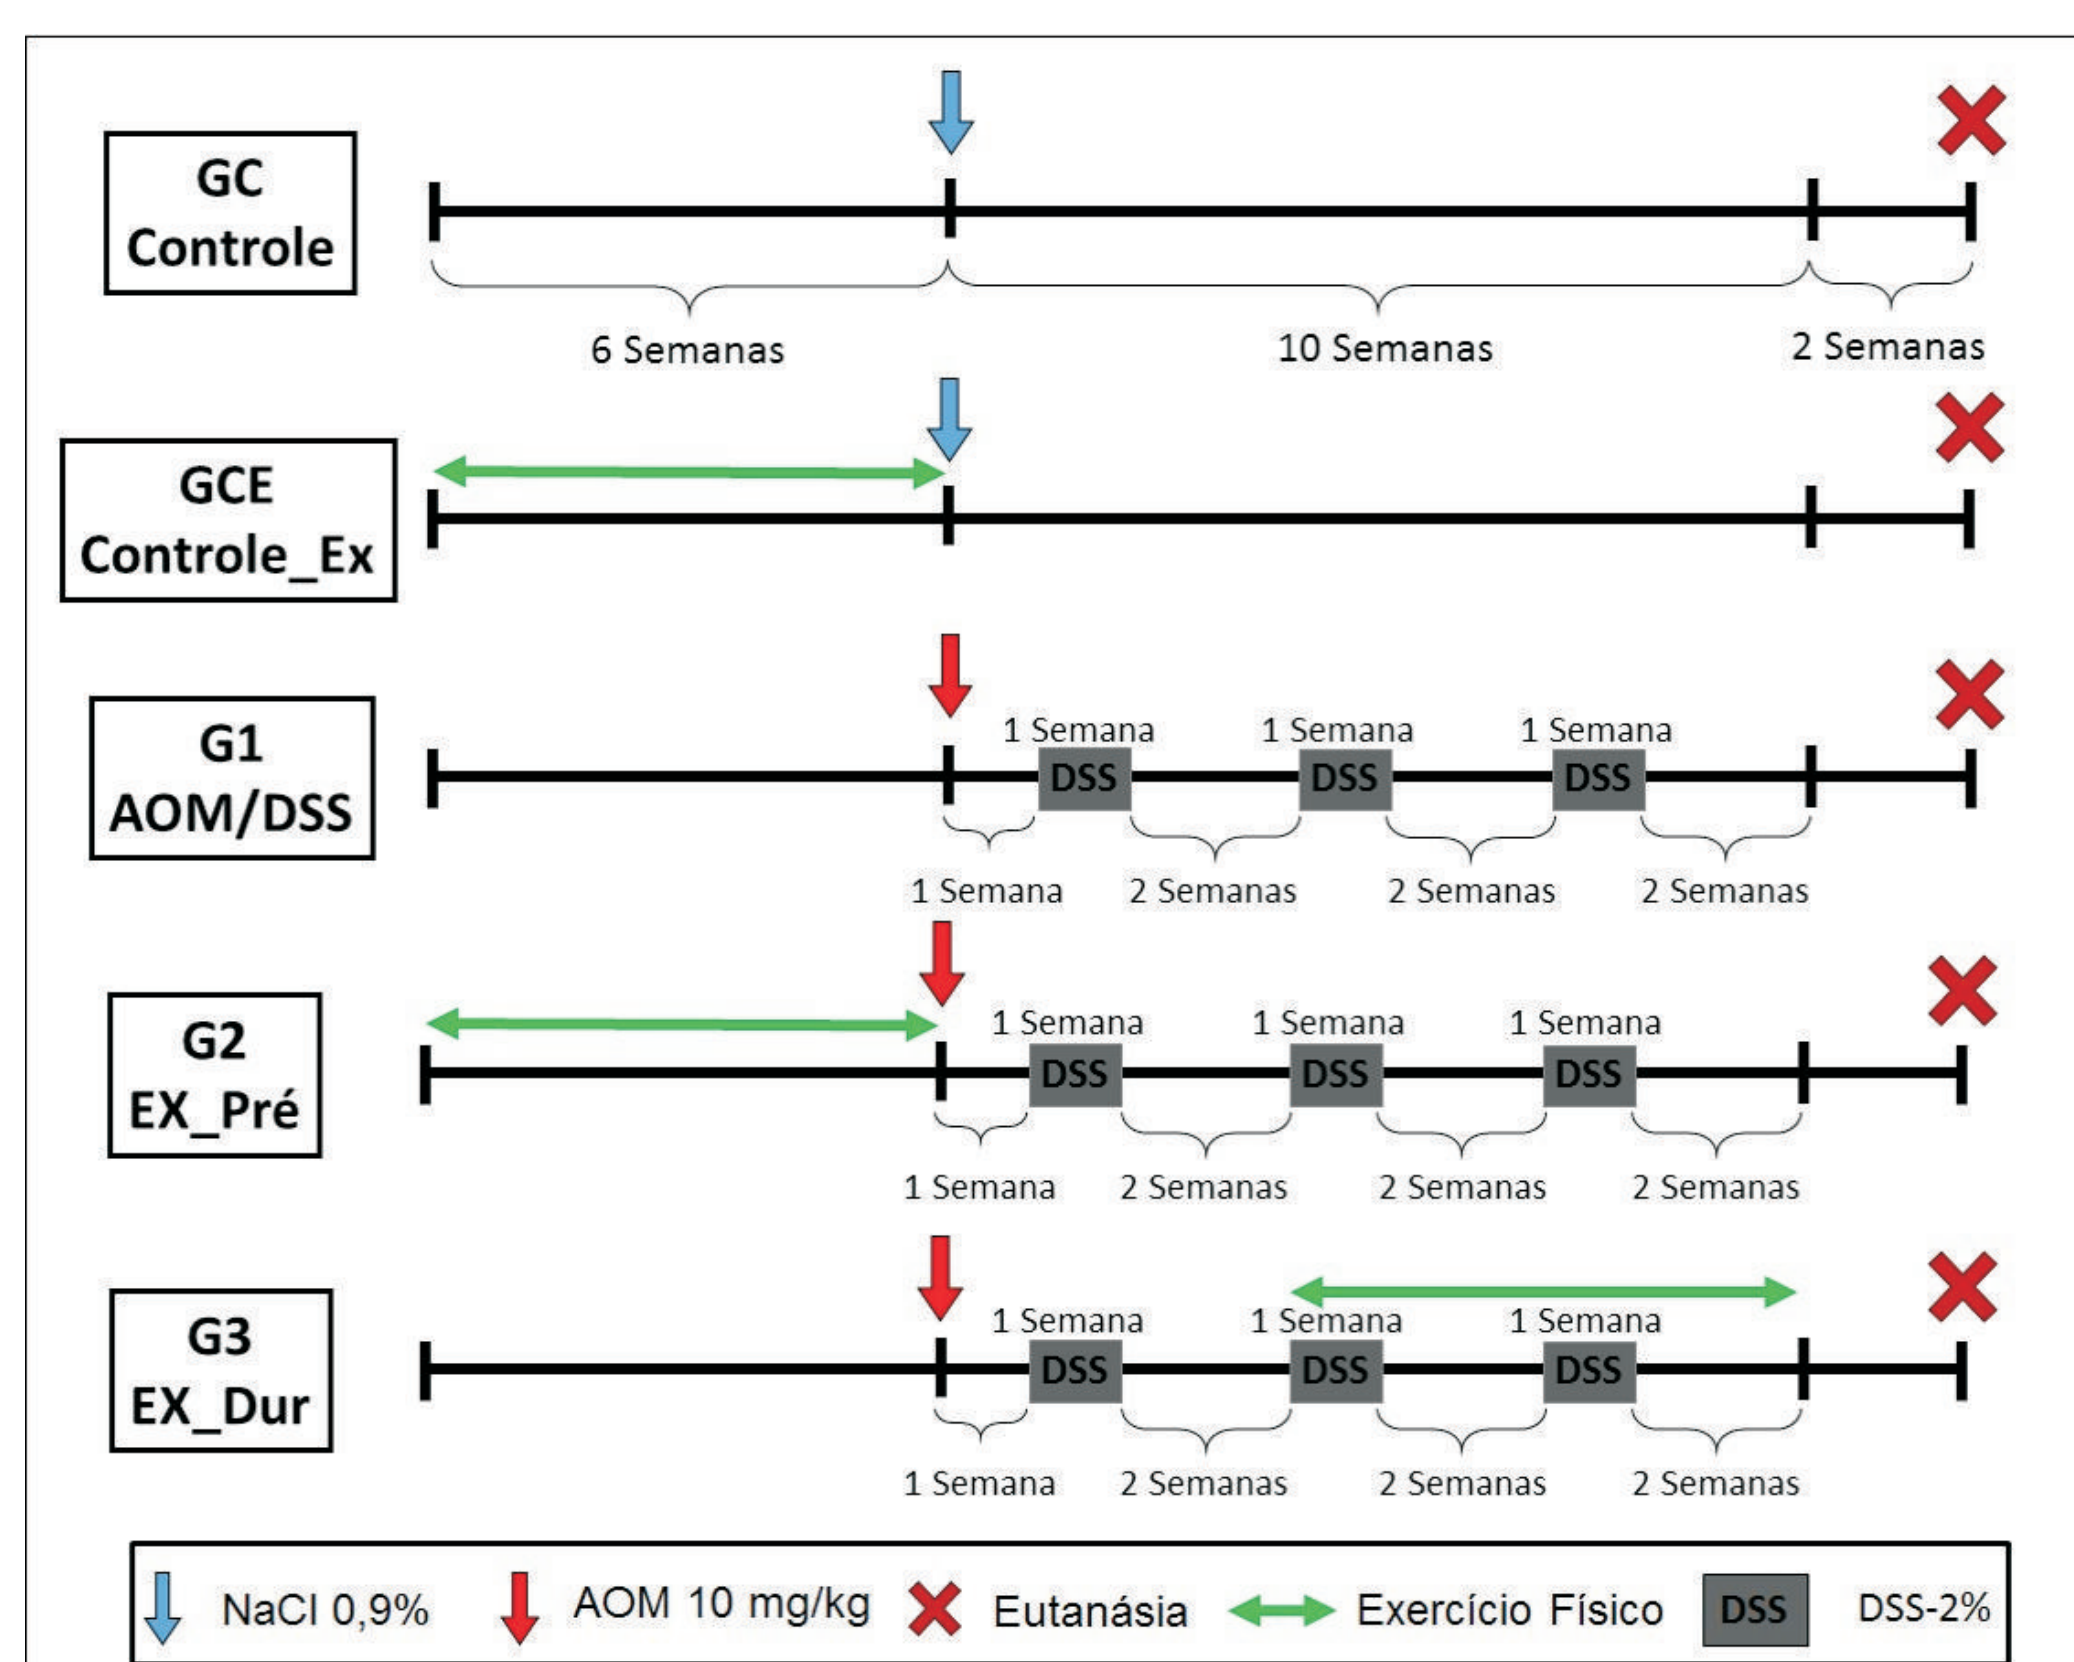 GC
Controle
6 Semanas
10 Semanas
2 Semanas
GCE
Controle_Ex
G1
AOM/DSS
1 Semana
1 Semana
1 Semana
DSS
DSS
DSS
1 Semana
2 Semanas
2 Semanas
2 Semanas
G2
EX_Pré
1 Semana
1 Semana
1 Semana
DSS
DSS
DSS
1 Semana
2 Semanas
2 Semanas
2 Semanas
G3
EX_Dur
1 Semana
1 Semana
1 Semana
DSS
DSS
DSS
1 Semana
2 Semanas
2 Semanas
2 Semanas
NaCl 0,9%
AOM 10 mg/kg
Eutanásia
Exercício Físico
DSS
DSS-2%